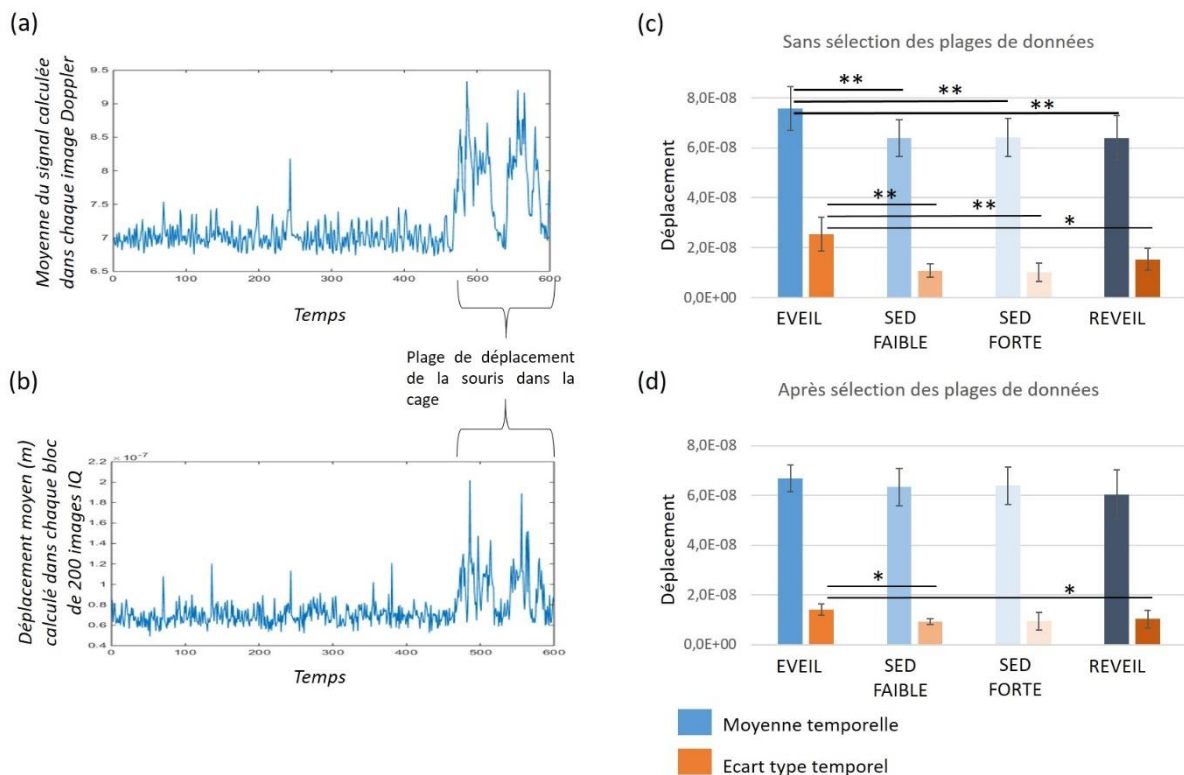 (a)
Moyenne du signal calculée
dans chaque image Doppler
9.5
9
8.5
8
7.5
7
6.5
0
100
200
300
400
500
600
Temps
Plage de déplacement
de la souris dans la
cage
(b)
Déplacement moyen (m)
calculé dans chaque bloc
de 200 images IQ
× 10⁻⁷
2.2
2
1.8
1.6
1.4
1.2
1
0.8
0.6
0.4
0
100
200
300
400
500
600
Temps
(c)
Sans sélection des plages de données
Déplacement
8,0E-08
6,0E-08
4,0E-08
2,0E-08
0,0E+00
**
**
**
**
**
*
EVEIL
SED
FAIBLE
SED
FORTE
REVEIL
(d)
Après sélection des plages de données
Déplacement
8,0E-08
6,0E-08
4,0E-08
2,0E-08
0,0E+00
*
*
EVEIL
SED
FAIBLE
SED
FORTE
REVEIL
Moyenne temporelle
Ecart type temporel